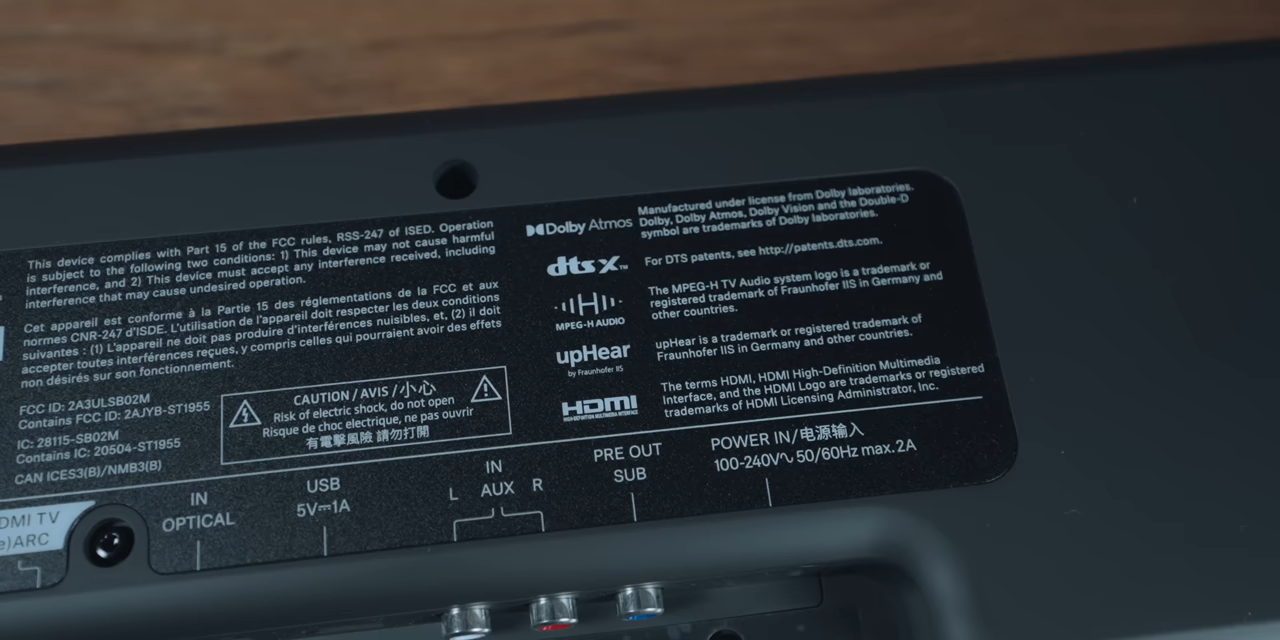 This device complies with Part 15 of the FCC rules, RSS-247 of ISED. Operation
is subject to the following two conditions: 1) This device may not cause harmful
interference, and 2) This device must accept any interference received, including
interference that may cause undesired operation.
Cet appareil est conforme à la Partie 15 des réglementations de la FCC et aux
normes CNR-247 d'ISDE. L'utilisation de l'appareil doit respecter les deux conditions
suivantes : (1) L'appareil ne doit pas produire d'interférences nuisibles, et, (2) il doit
accepter toutes interférences reçues, y compris celles qui pourraient avoir des effets
non désirés sur son fonctionnement.
FCC ID: 2A3ULSB02M
Contains FCC ID: 2AJYB-ST1955
IC: 28115-SB02M
Contains IC: 20504-ST1955
CAN ICES3(B)/NMB3(B)
CAUTION / AVIS / 小心
Risk of electric shock, do not open
Risque de choc electrique, ne pas ouvrir
有電擊風險 請勿打開
Dolby Atmos
Manufactured under license from Dolby laboratories.
Dolby, Dolby Atmos, Dolby Vision and the Double-D
symbol are trademarks of Dolby laboratories.
dts X™
For DTS patents, see http://patents.dts.com.
MPEG-H AUDIO
The MPEG-H TV Audio system logo is a trademark or
registered trademark of Fraunhofer IIS in Germany and
other countries.
upHear
by Fraunhofer IIS
upHear is a trademark or registered trademark of
Fraunhofer IIS in Germany and other countries.
HDMI
HIGH-DEFINITION MULTIMEDIA INTERFACE
The terms HDMI, HDMI High-Definition Multimedia
Interface, and the HDMI Logo are trademarks or registered
trademarks of HDMI Licensing Administrator, Inc.
DMI TV
e)ARC
IN
OPTICAL
USB
5V⎓1A
IN
L AUX R
PRE OUT
SUB
POWER IN/电源输入
100-240V∿ 50/60Hz max. 2A